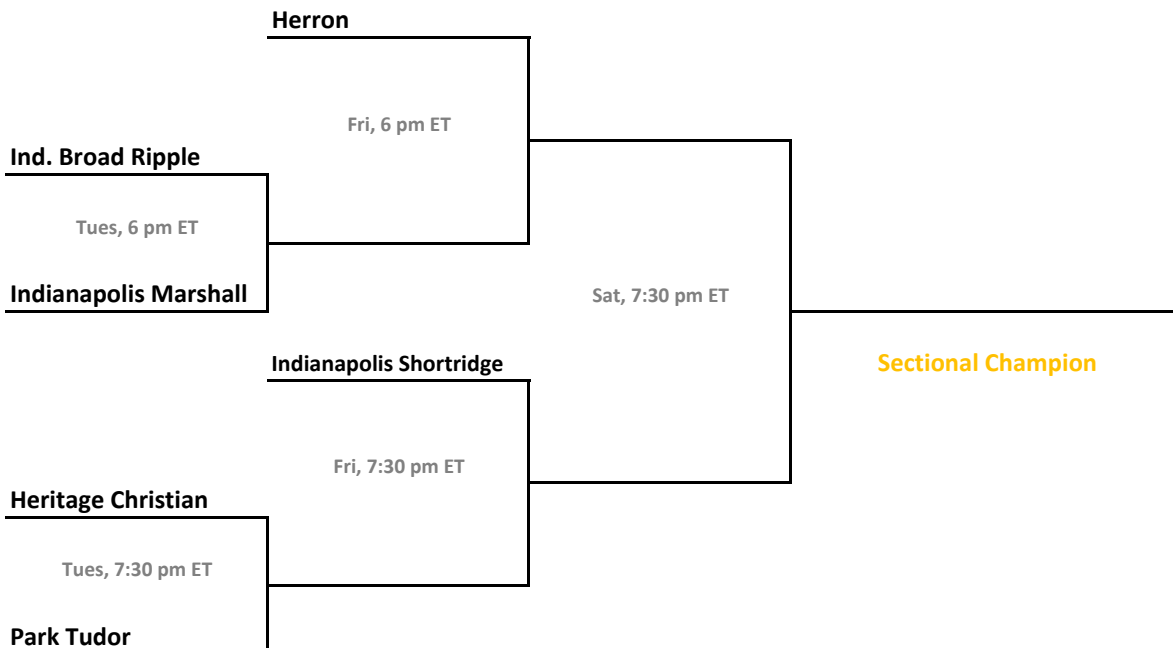 Herron
Fri, 6 pm ET
Ind. Broad Ripple
Tues, 6 pm ET
Indianapolis Marshall
Sat, 7:30 pm ET
Indianapolis Shortridge
Sectional Champion
Fri, 7:30 pm ET
Heritage Christian
Tues, 7:30 pm ET
Park Tudor